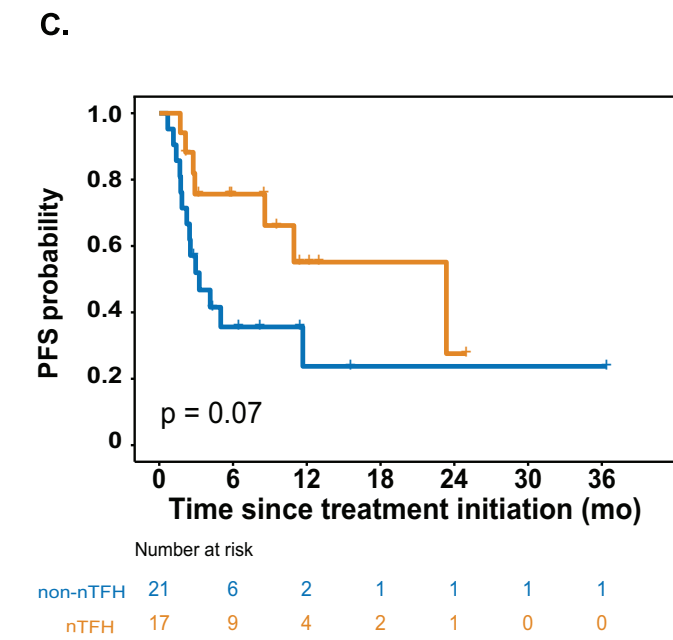 C.
PFS probability
1.0
0.8
0.6
0.4
0.2
0
p = 0.07
0 6 12 18 24 30 36
Time since treatment initiation (mo)
Number at risk
non-nTFH 21 6 2 1 1 1 1
nTFH 17 9 4 2 1 0 0